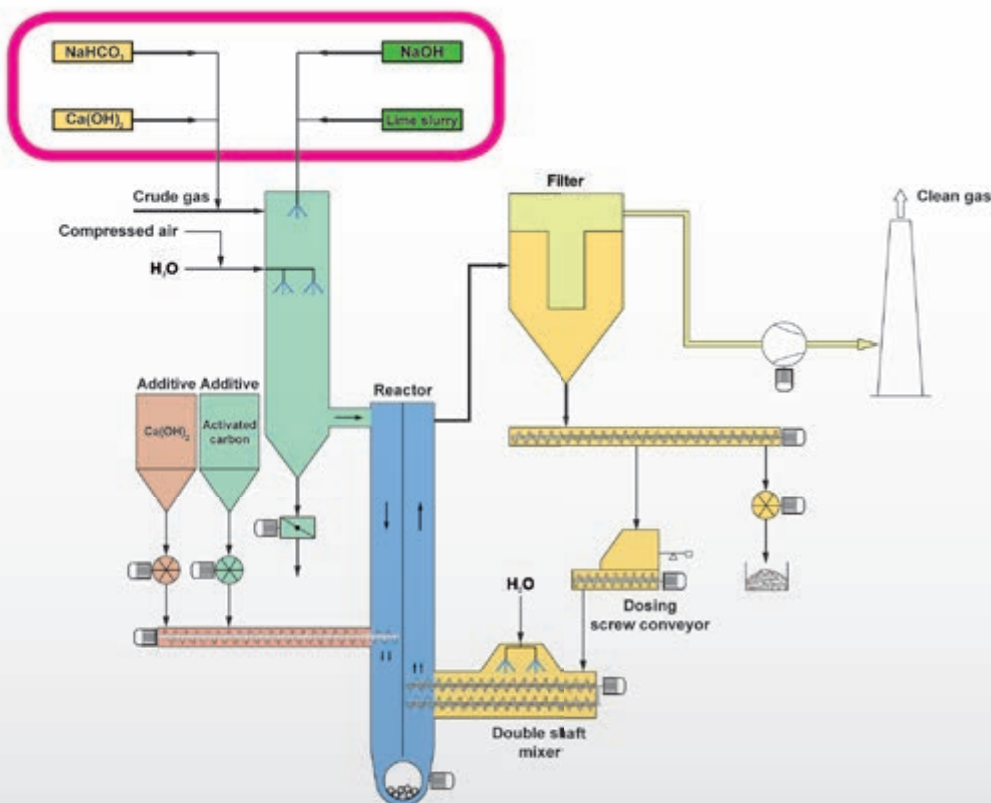 NaHCO₃
NaOH
Ca(OH)₂
Lime slurry
Crude gas
Compressed air
H₂O
Filter
Clean gas
Additive
Additive
Reactor
Ca(OH)₂
Activated
carbon
H₂O
Dosing
screw conveyor
Double shaft
mixer